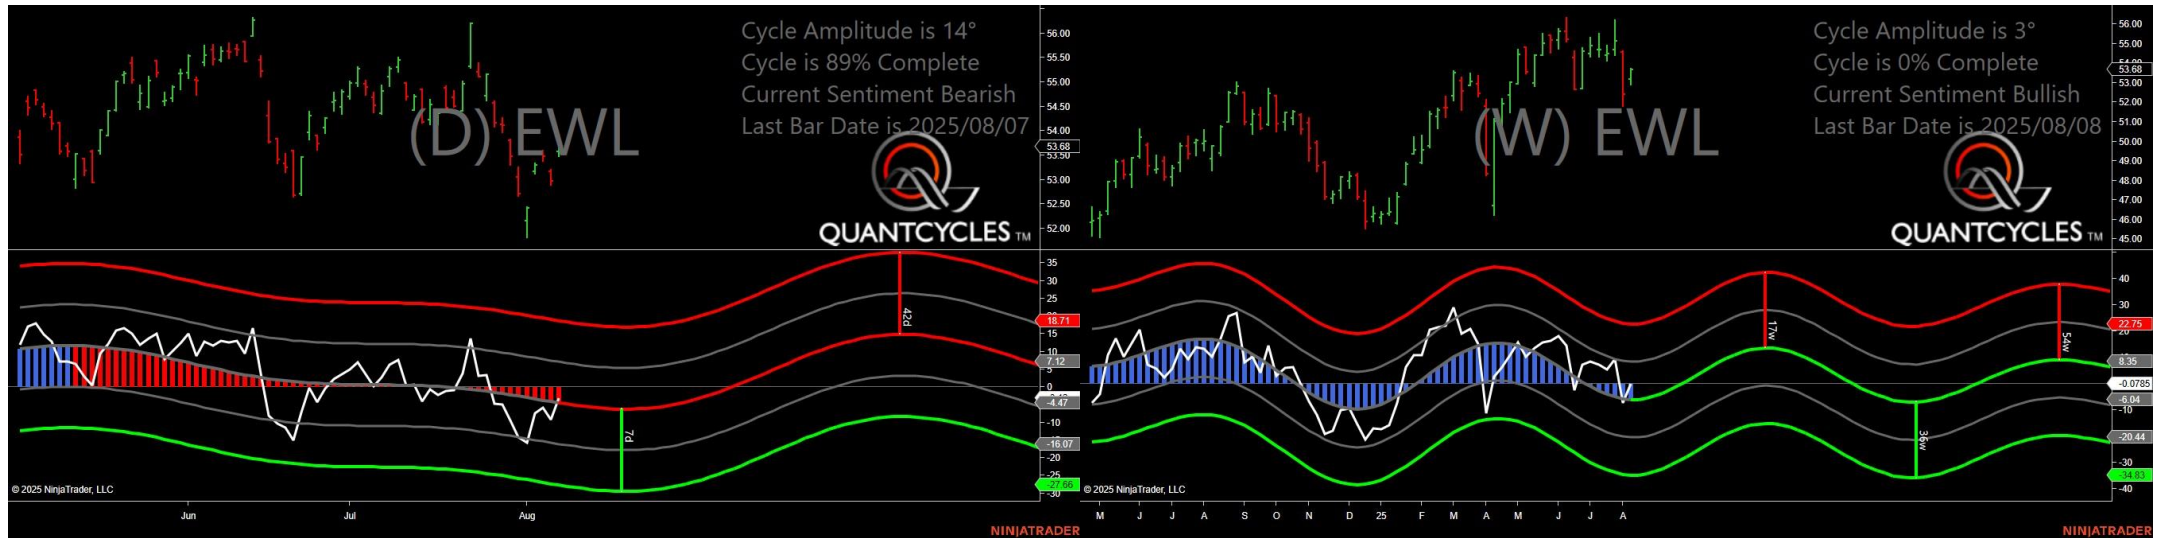 Cycle Amplitude is 14°
Cycle is 89% Complete
Current Sentiment Bearish
Last Bar Date is 2025/08/07
(D) EWL
QUANTCYCLES TM
56.00
55.50
55.00
54.50
54.00
53.68
53.50
53.00
52.50
52.00
35
30
25
18.71
15
10
7.12
5
0
-4.47
-10
-16.07
-20
-25
-27.66
-30
42d
7d
© 2025 NinjaTrader, LLC
Jun
Jul
Aug
NINJATRADER
Cycle Amplitude is 3°
Cycle is 0% Complete
Current Sentiment Bullish
Last Bar Date is 2025/08/08
(W) EWL
QUANTCYCLES TM
56.00
55.00
54.00
53.68
53.00
52.00
51.00
50.00
49.00
48.00
47.00
46.00
45.00
40
30
22.75
20
8.35
-0.0785
-6.04
-10
-20.44
-30
-34.83
-40
17w
36w
54w
© 2025 NinjaTrader, LLC
M J J A S O N D 25 F M A M J J A
NINJATRADER